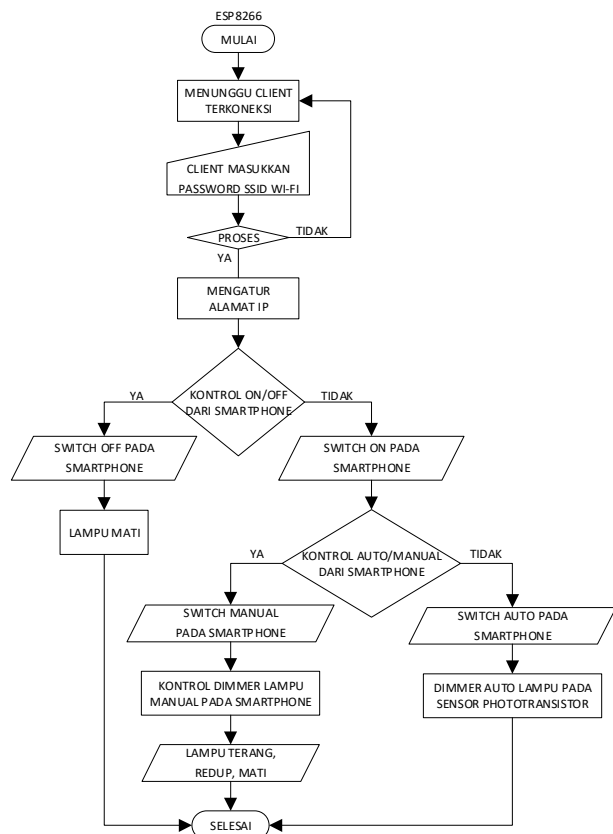 ESP8266
MULAI
MENUNGGU CLIENT
TERKONEKSI
CLIENT MASUKKAN
PASSWORD SSID WI-FI
PROSES
TIDAK
YA
MENGATUR
ALAMAT IP
KONTROL ON/OFF
DARI SMARTPHONE
YA
TIDAK
SWITCH OFF PADA
SMARTPHONE
SWITCH ON PADA
SMARTPHONE
LAMPU MATI
KONTROL AUTO/MANUAL
DARI SMARTPHONE
YA
TIDAK
SWITCH MANUAL
PADA SMARTPHONE
SWITCH AUTO PADA
SMARTPHONE
KONTROL DIMMER LAMPU
MANUAL PADA SMARTPHONE
DIMMER AUTO LAMPU PADA
SENSOR PHOTOTRANSISTOR
LAMPU TERANG,
REDUP, MATI
SELESAI